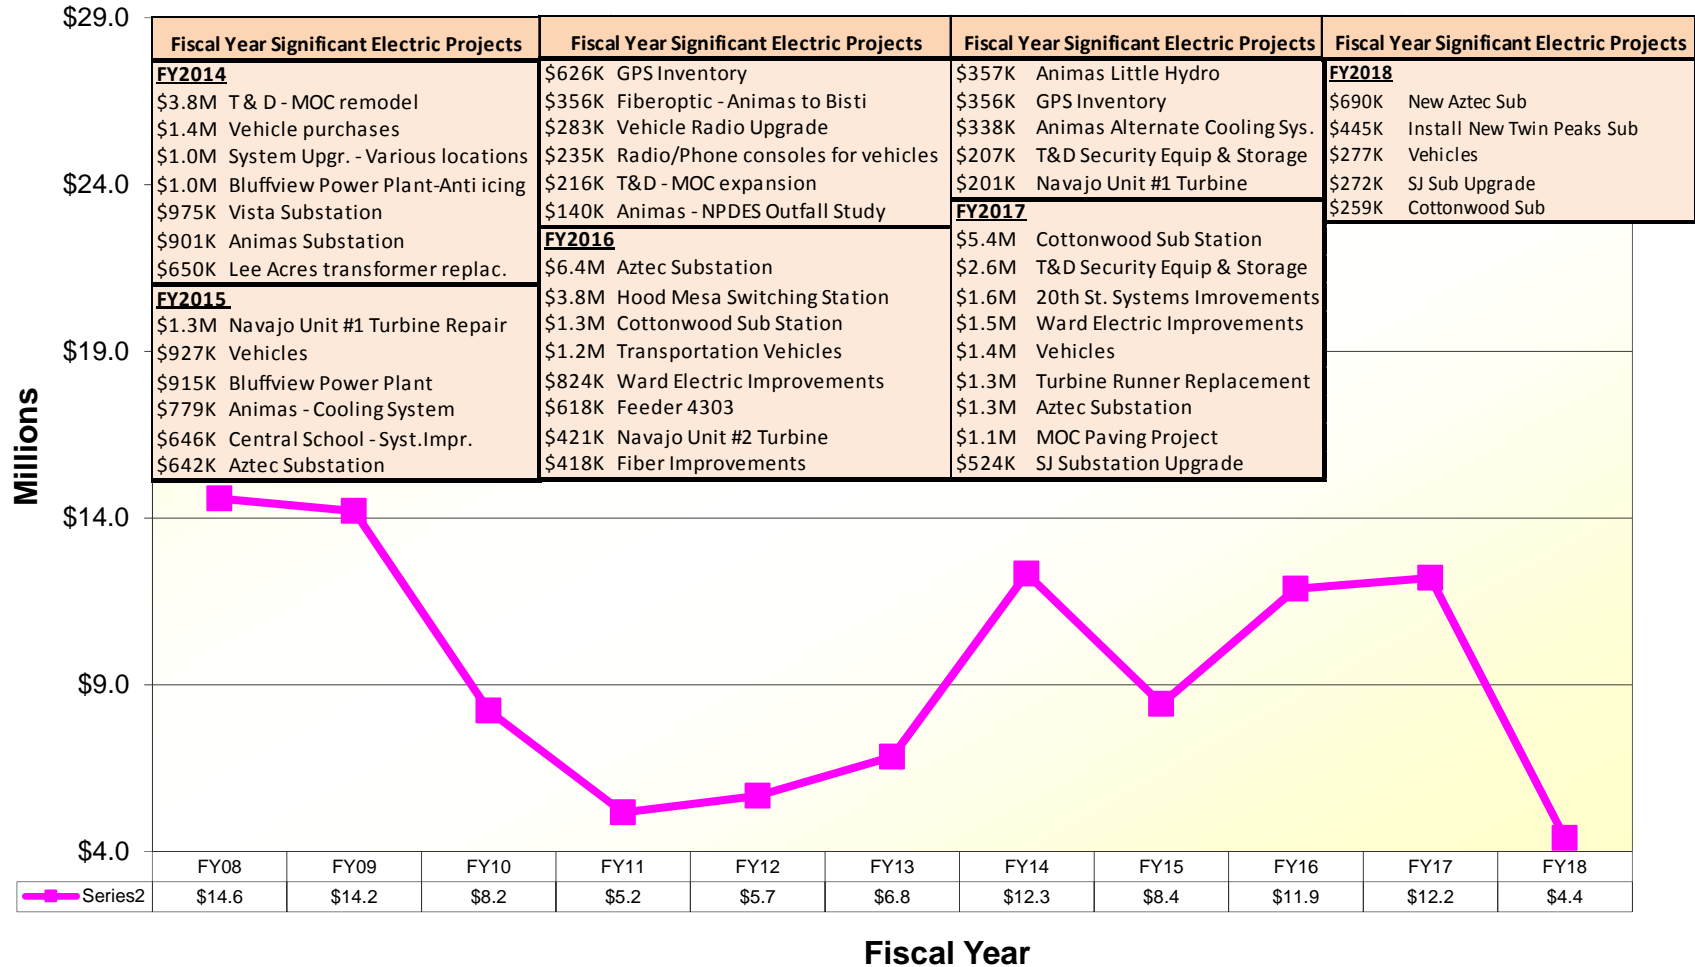 $29.0
$24.0
$19.0
$14.0
$9.0
$4.0
Millions
Fiscal Year Significant Electric Projects
FY2014
$3.8M T & D - MOC remodel
$1.4M Vehicle purchases
$1.0M System Upgr. - Various locations
$1.0M Bluffview Power Plant-Anti icing
$975K Vista Substation
$901K Animas Substation
$650K Lee Acres transformer replac.
FY2015
$1.3M Navajo Unit #1 Turbine Repair
$927K Vehicles
$915K Bluffview Power Plant
$779K Animas - Cooling System
$646K Central School - Syst.Impr.
$642K Aztec Substation
Fiscal Year Significant Electric Projects
$626K GPS Inventory
$356K Fiberoptic - Animas to Bisti
$283K Vehicle Radio Upgrade
$235K Radio/Phone consoles for vehicles
$216K T&D - MOC expansion
$140K Animas - NPDES Outfall Study
FY2016
$6.4M Aztec Substation
$3.8M Hood Mesa Switching Station
$1.3M Cottonwood Sub Station
$1.2M Transportation Vehicles
$824K Ward Electric Improvements
$618K Feeder 4303
$421K Navajo Unit #2 Turbine
$418K Fiber Improvements
Fiscal Year Significant Electric Projects
$357K Animas Little Hydro
$356K GPS Inventory
$338K Animas Alternate Cooling Sys.
$207K T&D Security Equip & Storage
$201K Navajo Unit #1 Turbine
FY2017
$5.4M Cottonwood Sub Station
$2.6M T&D Security Equip & Storage
$1.6M 20th St. Systems Imrovements
$1.5M Ward Electric Improvements
$1.4M Vehicles
$1.3M Turbine Runner Replacement
$1.3M Aztec Substation
$1.1M MOC Paving Project
$524K SJ Substation Upgrade
Fiscal Year Significant Electric Projects
FY2018
$690K New Aztec Sub
$445K Install New Twin Peaks Sub
$277K Vehicles
$272K SJ Sub Upgrade
$259K Cottonwood Sub
FY08 FY09 FY10 FY11 FY12 FY13 FY14 FY15 FY16 FY17 FY18
Series2 $14.6 $14.2 $8.2 $5.2 $5.7 $6.8 $12.3 $8.4 $11.9 $12.2 $4.4
Fiscal Year